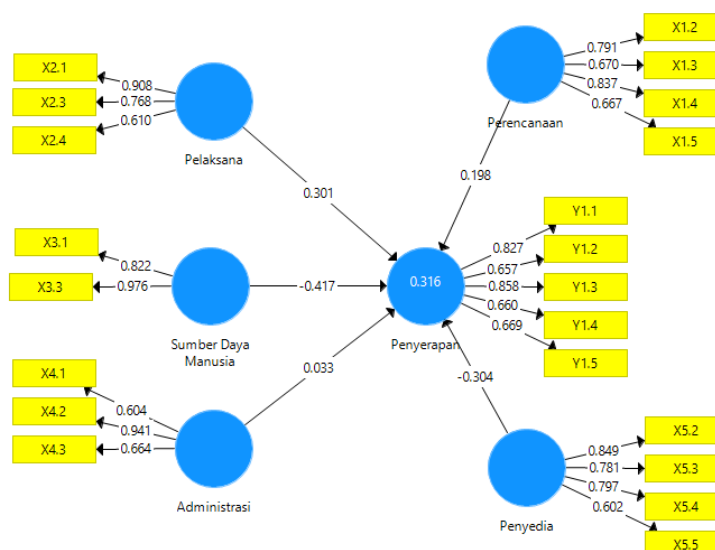 X2.1
X2.3
X2.4
0.908
0.768
0.610
Pelaksana
0.301
X1.2
X1.3
X1.4
X1.5
0.791
0.670
0.837
0.667
Perencanaan
0.198
X3.1
X3.3
0.822
0.976
Sumber Daya
Manusia
-0.417
0.316
Penyerapan
Y1.1
Y1.2
Y1.3
Y1.4
Y1.5
0.827
0.657
0.858
0.660
0.669
X4.1
X4.2
X4.3
0.604
0.941
0.664
Administrasi
0.033
-0.304
Penyedia
0.849
0.781
0.797
0.602
X5.2
X5.3
X5.4
X5.5